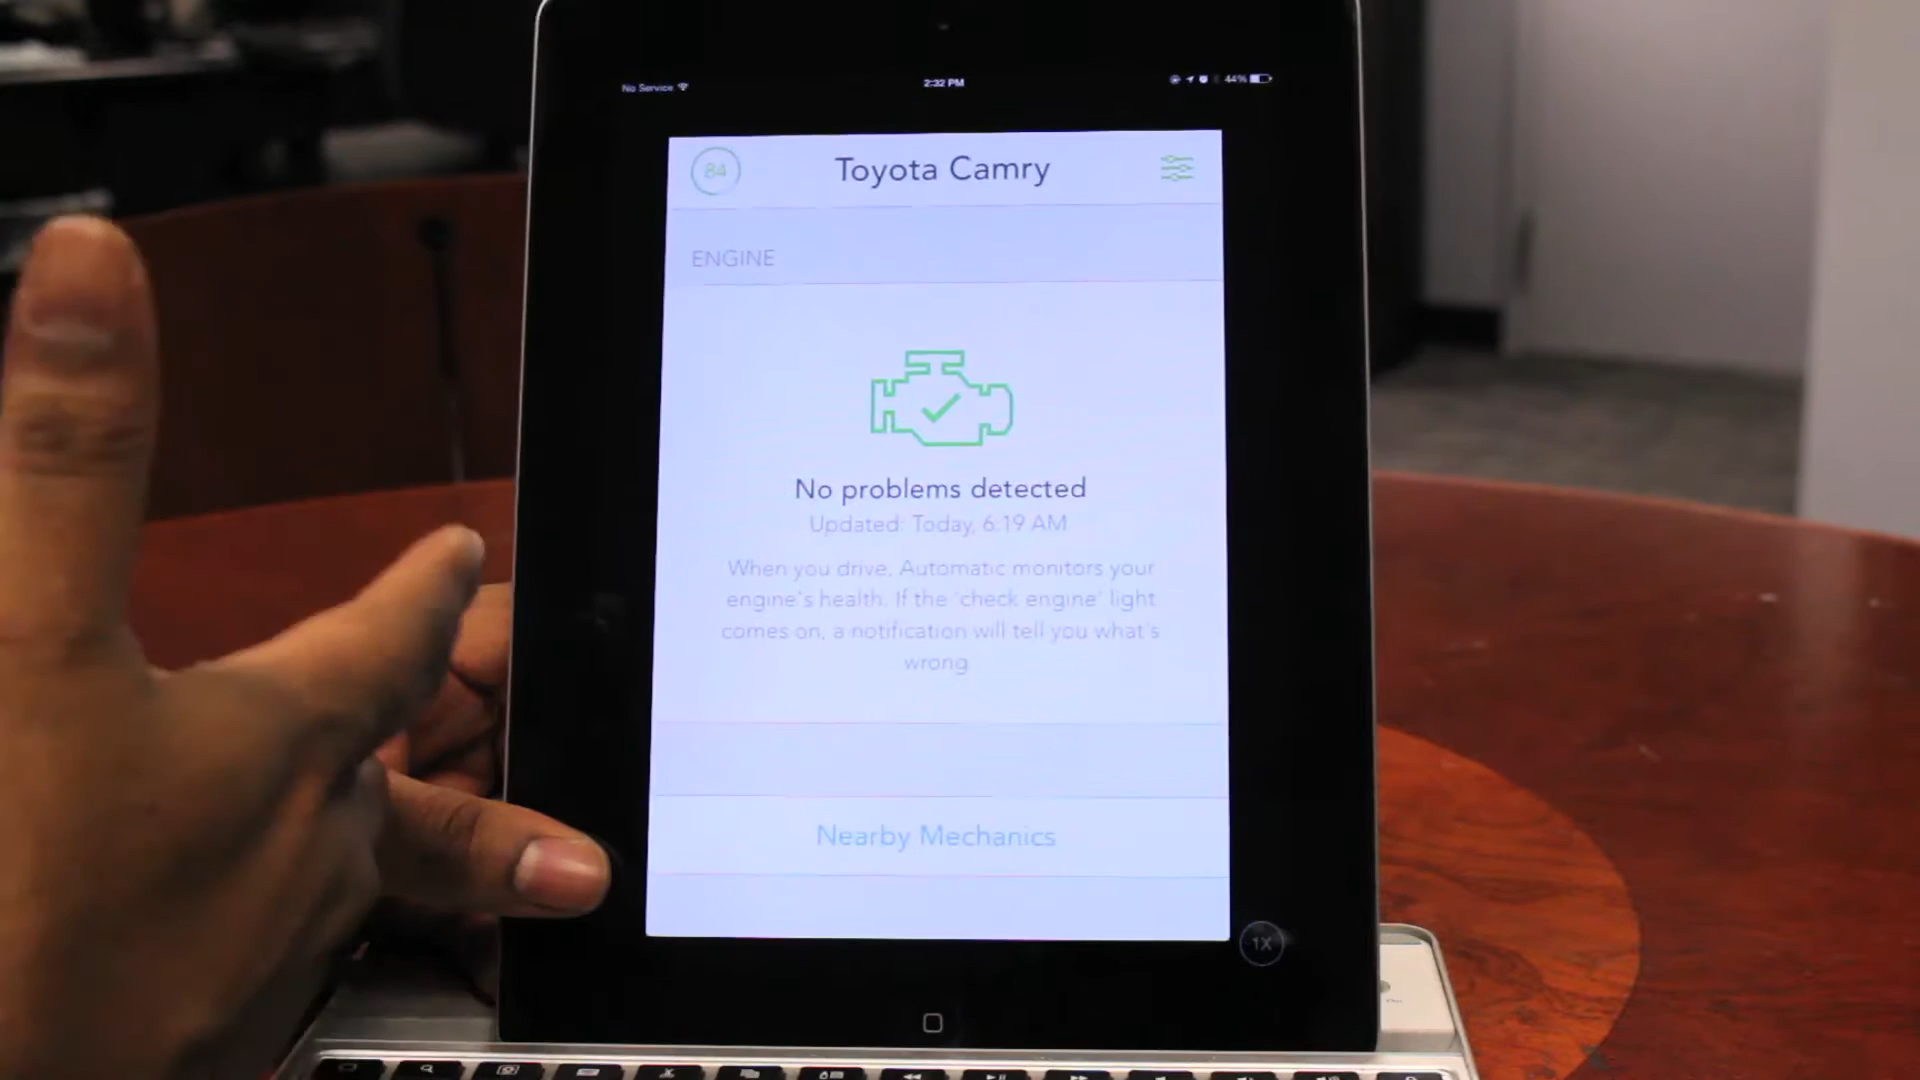 No Service
2:32 PM
44%
84
Toyota Camry
ENGINE
No problems detected
Updated: Today, 6:19 AM
When you drive, Automatic monitors your
engine's health. If the 'check engine' light
comes on, a notification will tell you what's
wrong
Nearby Mechanics
1X